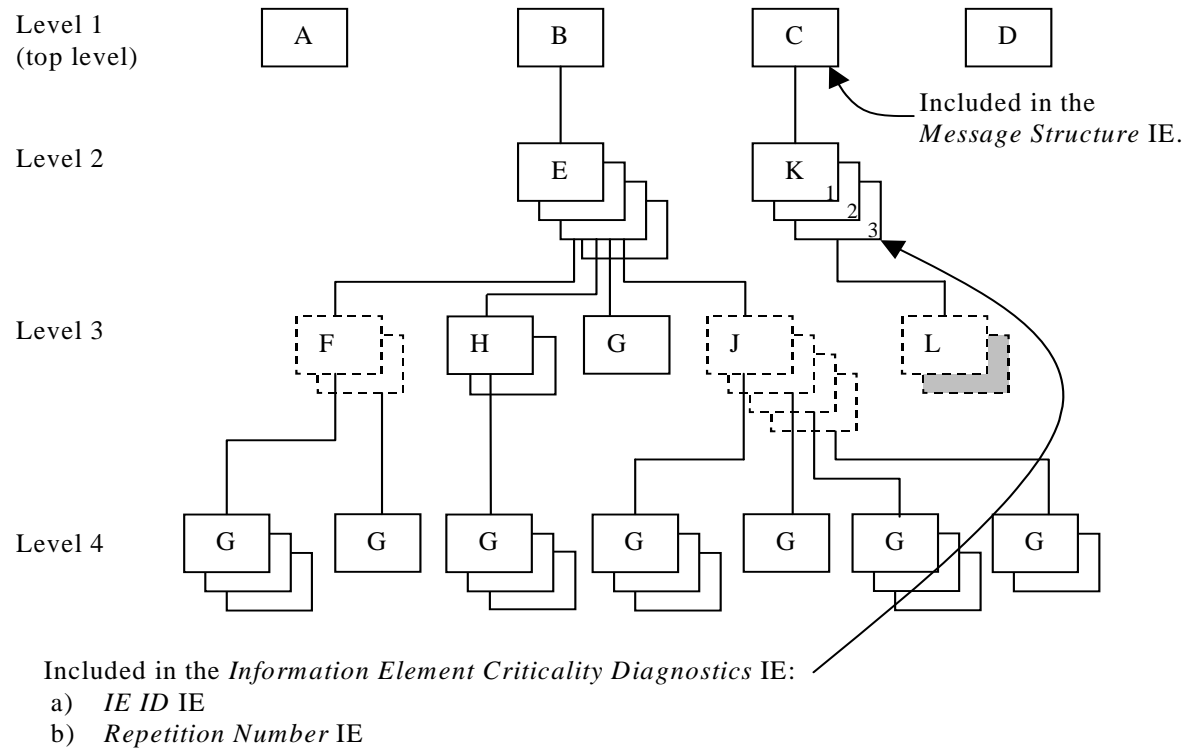 Level 1
(top level)
A
B
C
D
Included in the
Message Structure IE.
Level 2
E
K
1
2
3
Level 3
F
H
G
J
L
Level 4
G
G
G
G
G
G
G
Included in the Information Element Criticality Diagnostics IE:
a) IE ID IE
b) Repetition Number IE